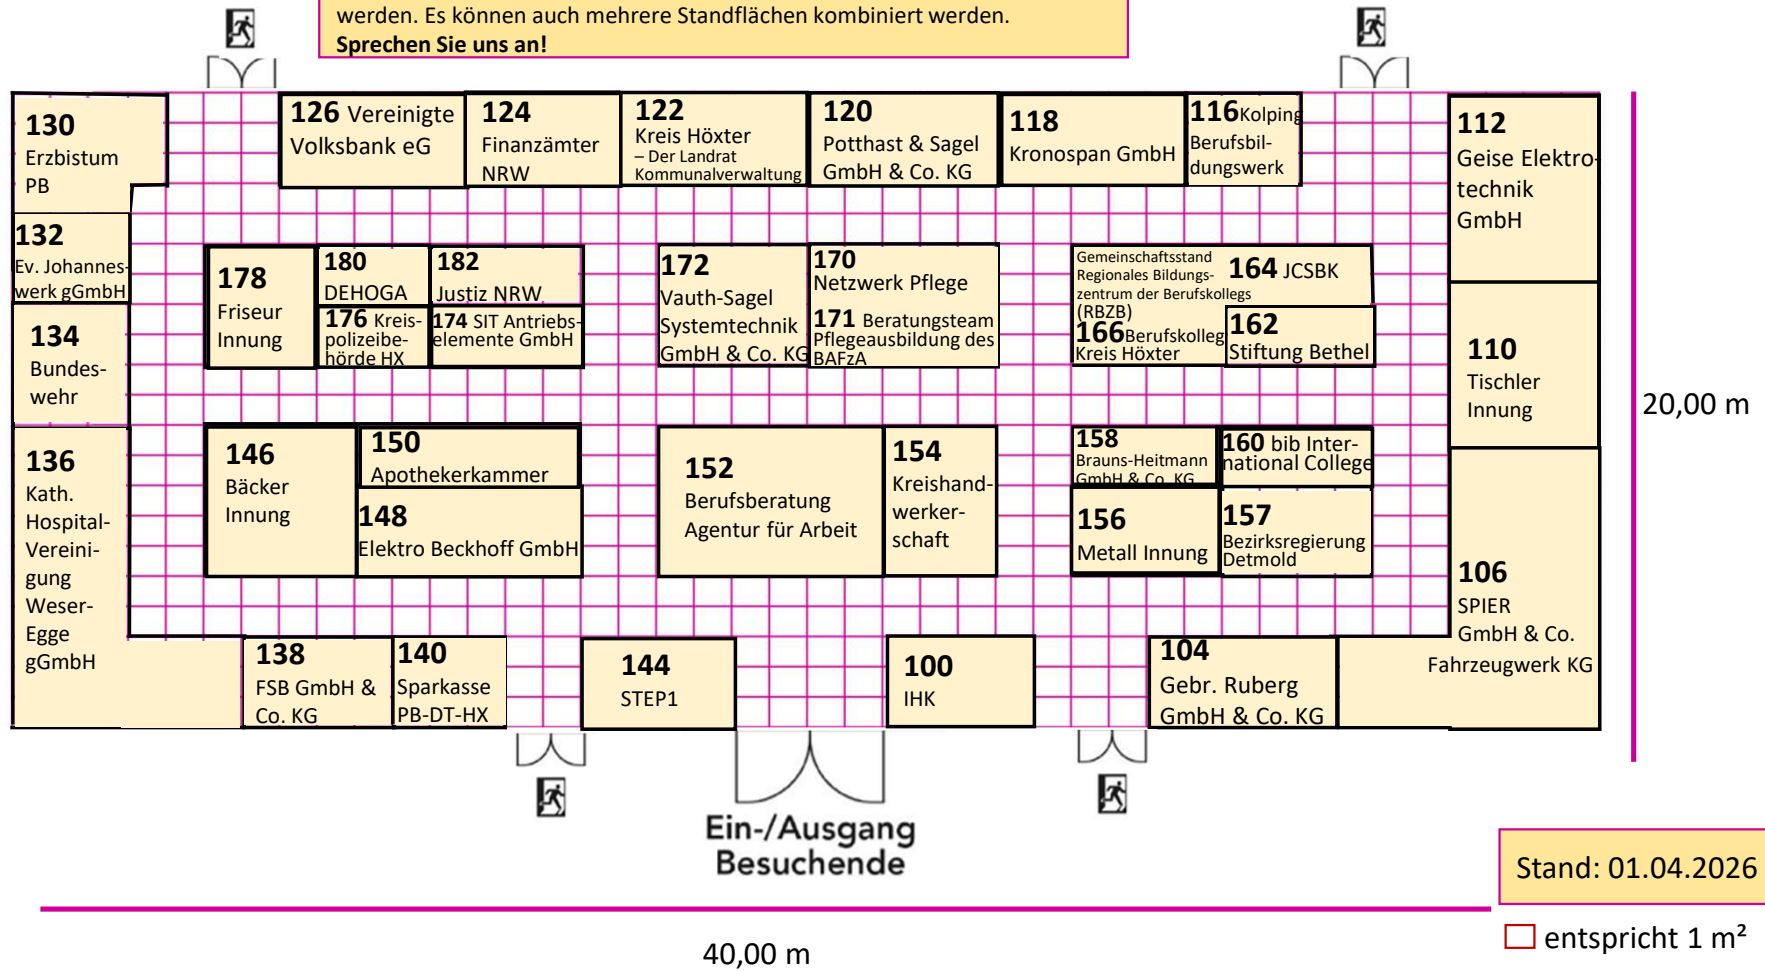 werden. Es können auch mehrere Standflächen kombiniert werden.
Sprechen Sie uns an!
130
Erzbistum
PB
126 Vereinigte
Volksbank eG
124
Finanzämter
NRW
122
Kreis Höxter
– Der Landrat
Kommunalverwaltung
120
Potthast & Sagel
GmbH & Co. KG
118
Kronospan GmbH
116 Kolping
Berufsbil-
dungswerk
112
Geise Elektro-
technik
GmbH
132
Ev. Johannes-
werk gGmbH
178
Friseur
Innung
180
DEHOGA
182
Justiz NRW
176 Kreis-
polizeibe-
hörde HX
174 SIT Antriebs-
elemente GmbH
172
Vauth-Sagel
Systemtechnik
GmbH & Co. KG
170
Netzwerk Pflege
171 Beratungsteam
Pflegeausbildung des
BAFzA
Gemeinschaftsstand
Regionales Bildungs-
zentrum der Berufskollegs
(RBZB)
164 JCSBK
166 Berufskolleg
Kreis Höxter
162
Stiftung Bethel
134
Bundes-
wehr
110
Tischler
Innung
20,00 m
136
Kath.
Hospital-
Vereini-
gung
Weser-
Egge
gGmbH
146
Bäcker
Innung
150
Apothekerkammer
148
Elektro Beckhoff GmbH
152
Berufsberatung
Agentur für Arbeit
154
Kreishand-
werker-
schaft
158
Brauns-Heitmann
GmbH & Co. KG
160 bib Inter-
national College
156
Metall Innung
157
Bezirksregierung
Detmold
106
SPIER
GmbH & Co.
Fahrzeugwerk KG
138
FSB GmbH &
Co. KG
140
Sparkasse
PB-DT-HX
144
STEP1
100
IHK
104
Gebr. Ruberg
GmbH & Co. KG
Ein-/Ausgang
Besuchende
Stand: 01.04.2026
40,00 m
entspricht 1 m²